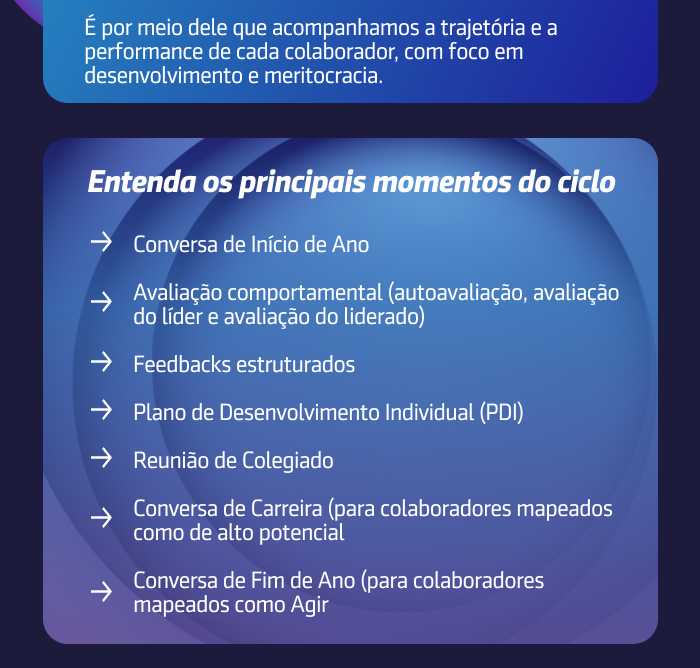 É por meio dele que acompanhamos a trajetória e a
performance de cada colaborador, com foco em
desenvolvimento e meritocracia.
Entenda os principais momentos do ciclo
→ Conversa de Início de Ano
→ Avaliação comportamental (autoavaliação, avaliação
do líder e avaliação do liderado)
→ Feedbacks estruturados
→ Plano de Desenvolvimento Individual (PDI)
→ Reunião de Colegiado
→ Conversa de Carreira (para colaboradores mapeados
como de alto potencial
→ Conversa de Fim de Ano (para colaboradores
mapeados como Agir